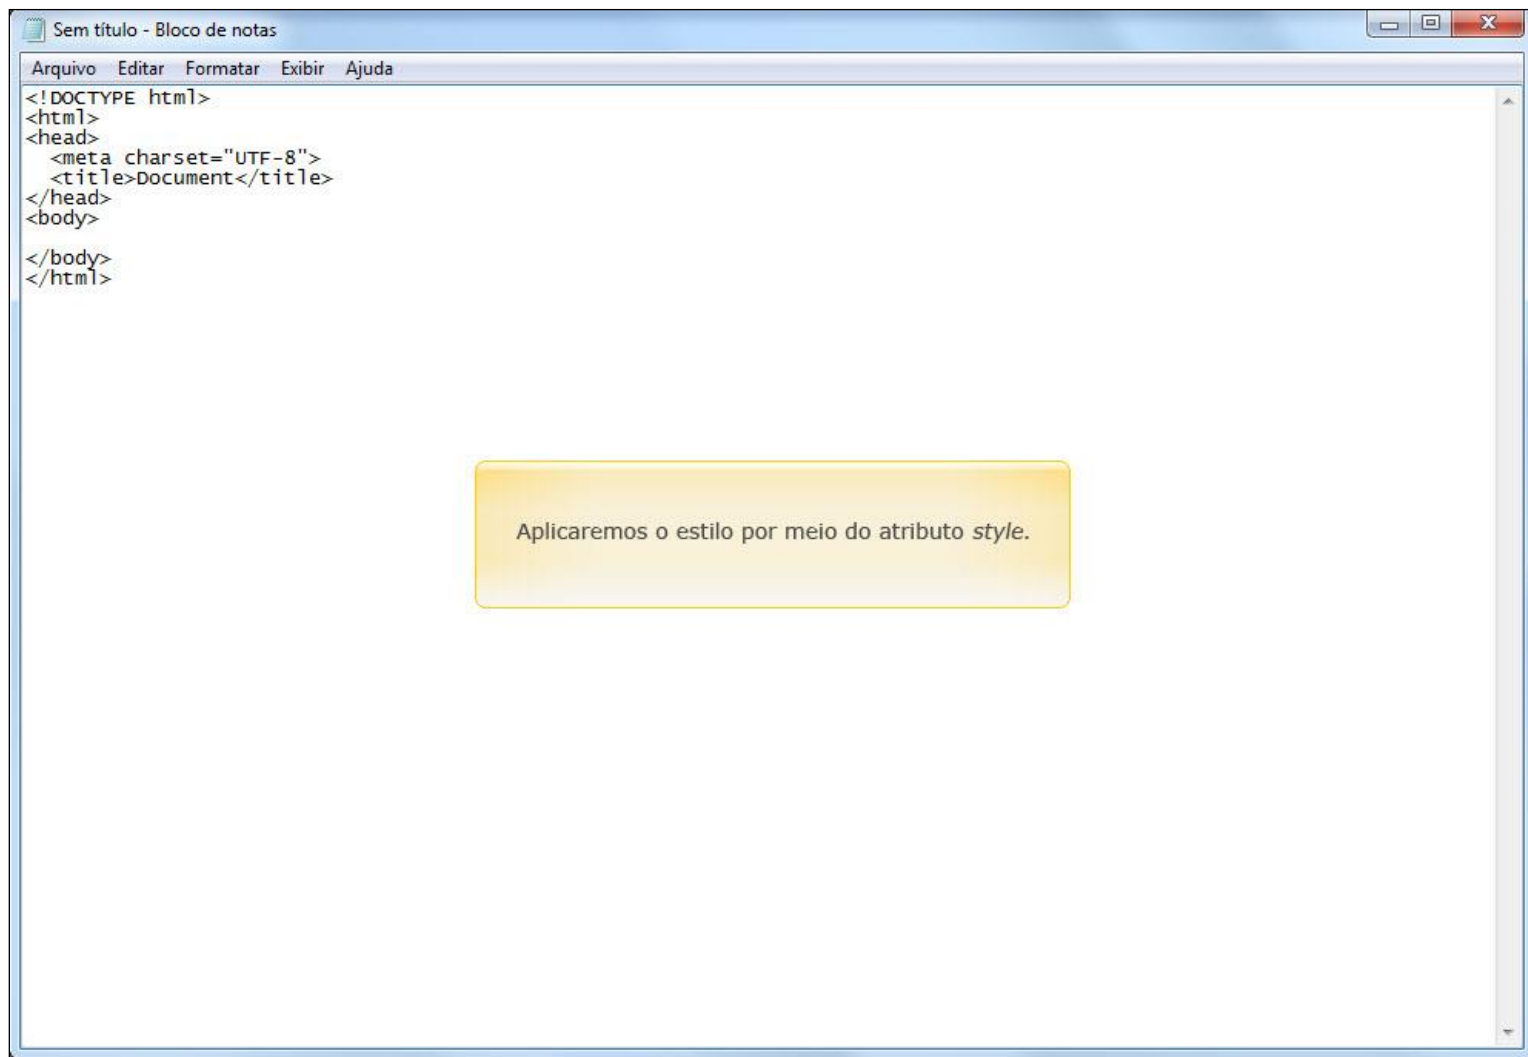 Sem título - Bloco de notas
Arquivo Editar Formatar Exibir Ajuda
<!DOCTYPE html>
<html>
<head>
  <meta charset="UTF-8">
  <title>Document</title>
</head>
<body>

</body>
</html>
Aplicaremos o estilo por meio do atributo style.